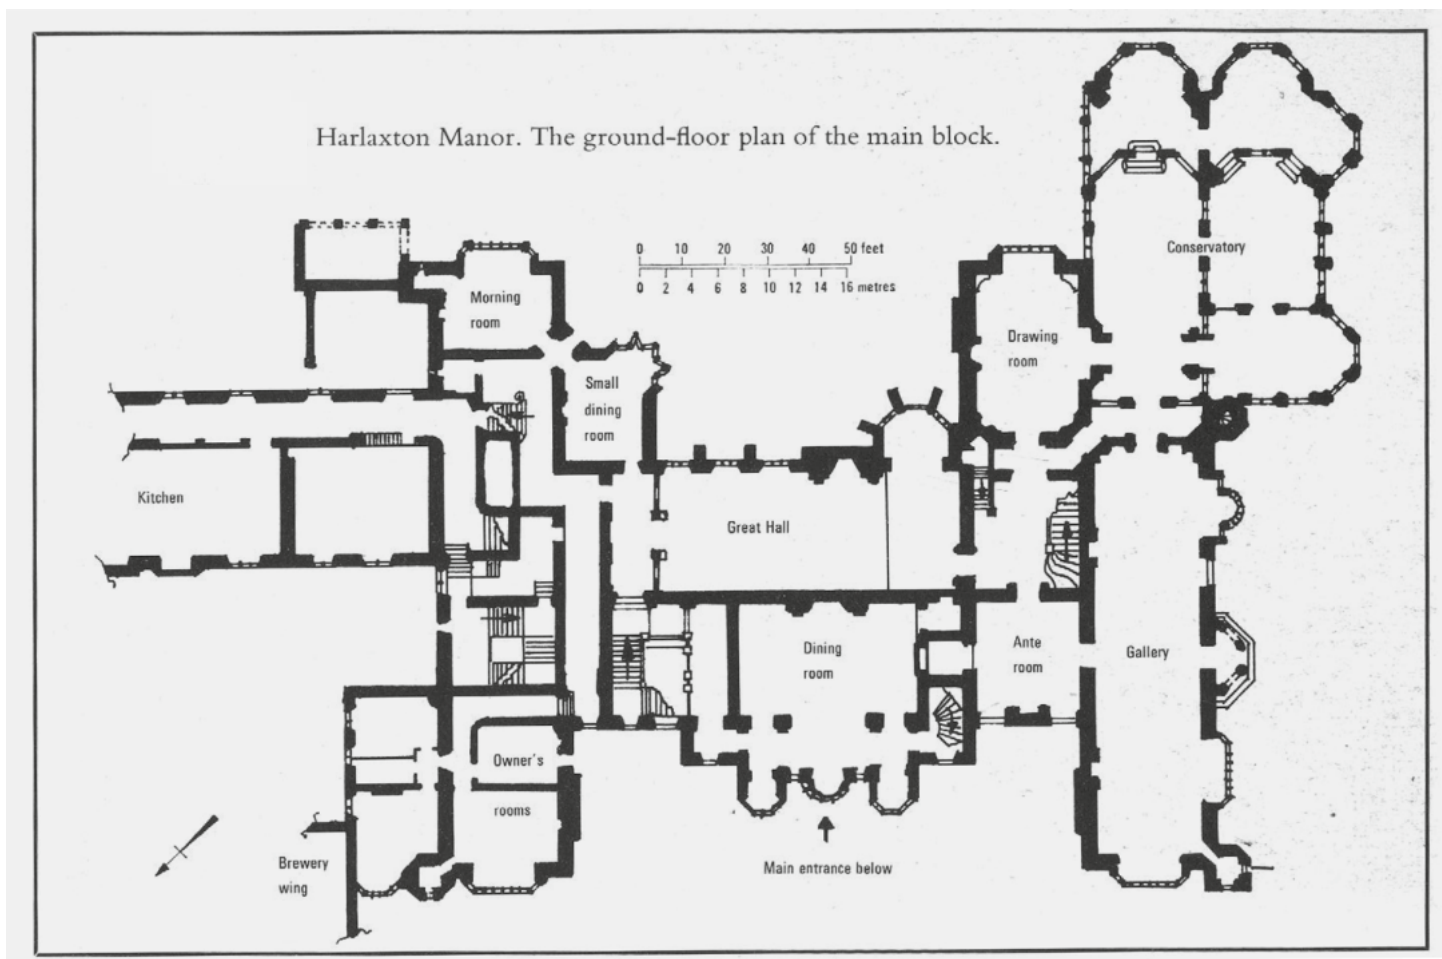 Harlaxton Manor. The ground-floor plan of the main block.
0 10 20 30 40 50 feet
0 2 4 6 8 10 12 14 16 metres
Conservatory
Morning
room
Drawing
room
Small
dining
room
Kitchen
Great Hall
Dining
room
Ante
room
Gallery
Owner's
rooms
Brewery
wing
Main entrance below